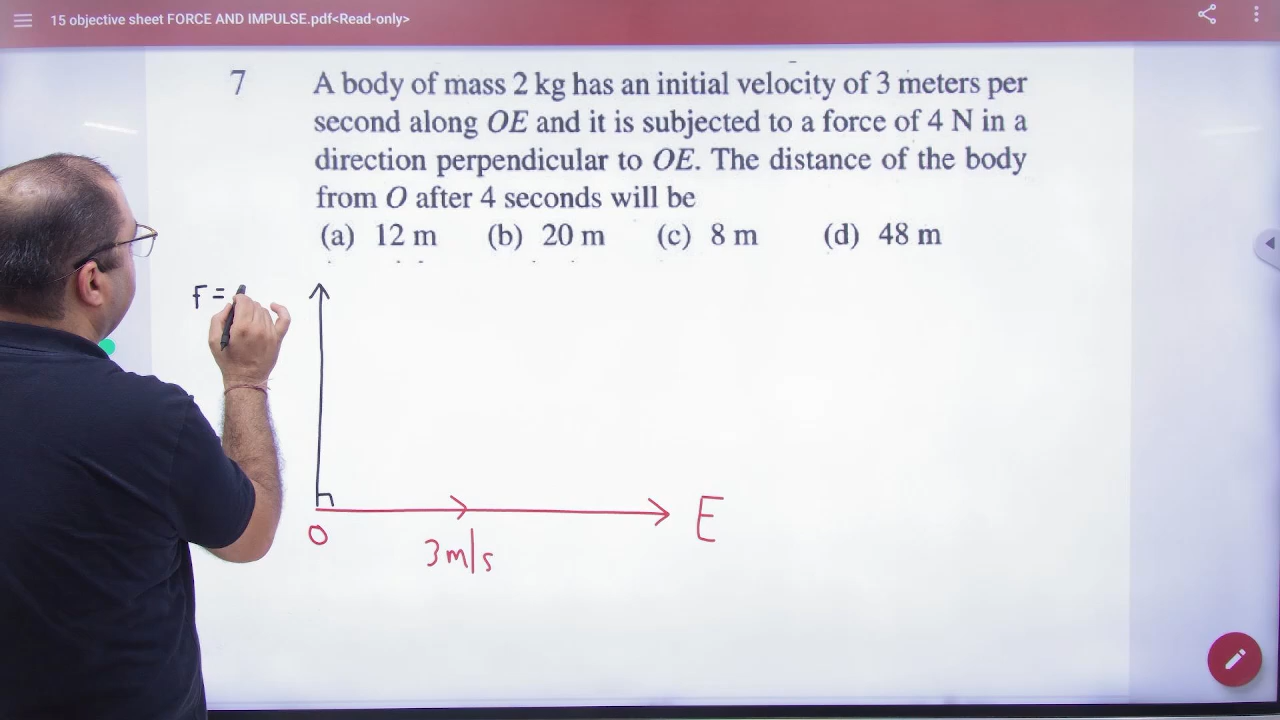 15 objective sheet FORCE AND IMPULSE.pdf<Read-only>
7 A body of mass 2 kg has an initial velocity of 3 meters per
second along OE and it is subjected to a force of 4 N in a
direction perpendicular to OE. The distance of the body
from O after 4 seconds will be
(a) 12 m (b) 20 m (c) 8 m (d) 48 m
F =
E
O
3m/s